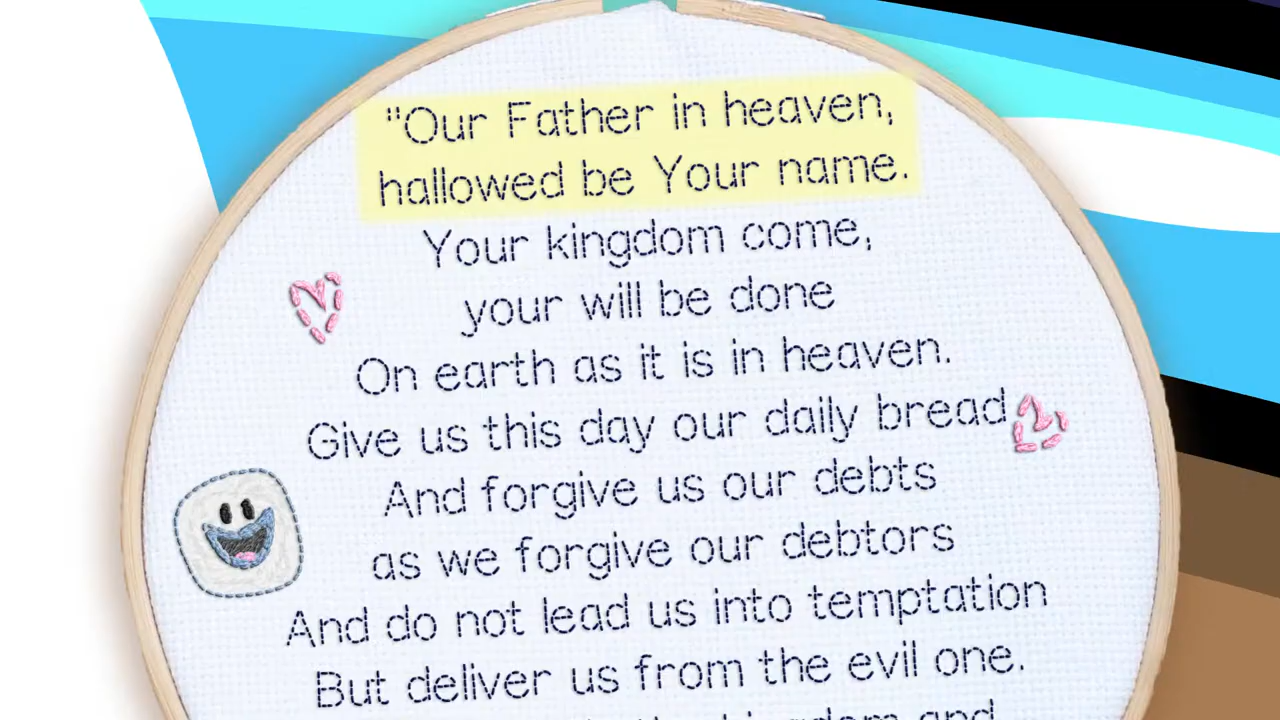 "Our Father in heaven,
hallowed be Your name.
Your kingdom come,
your will be done
On earth as it is in heaven.
Give us this day our daily bread
And forgive us our debts
as we forgive our debtors
And do not lead us into temptation
But deliver us from the evil one.
kingdom and